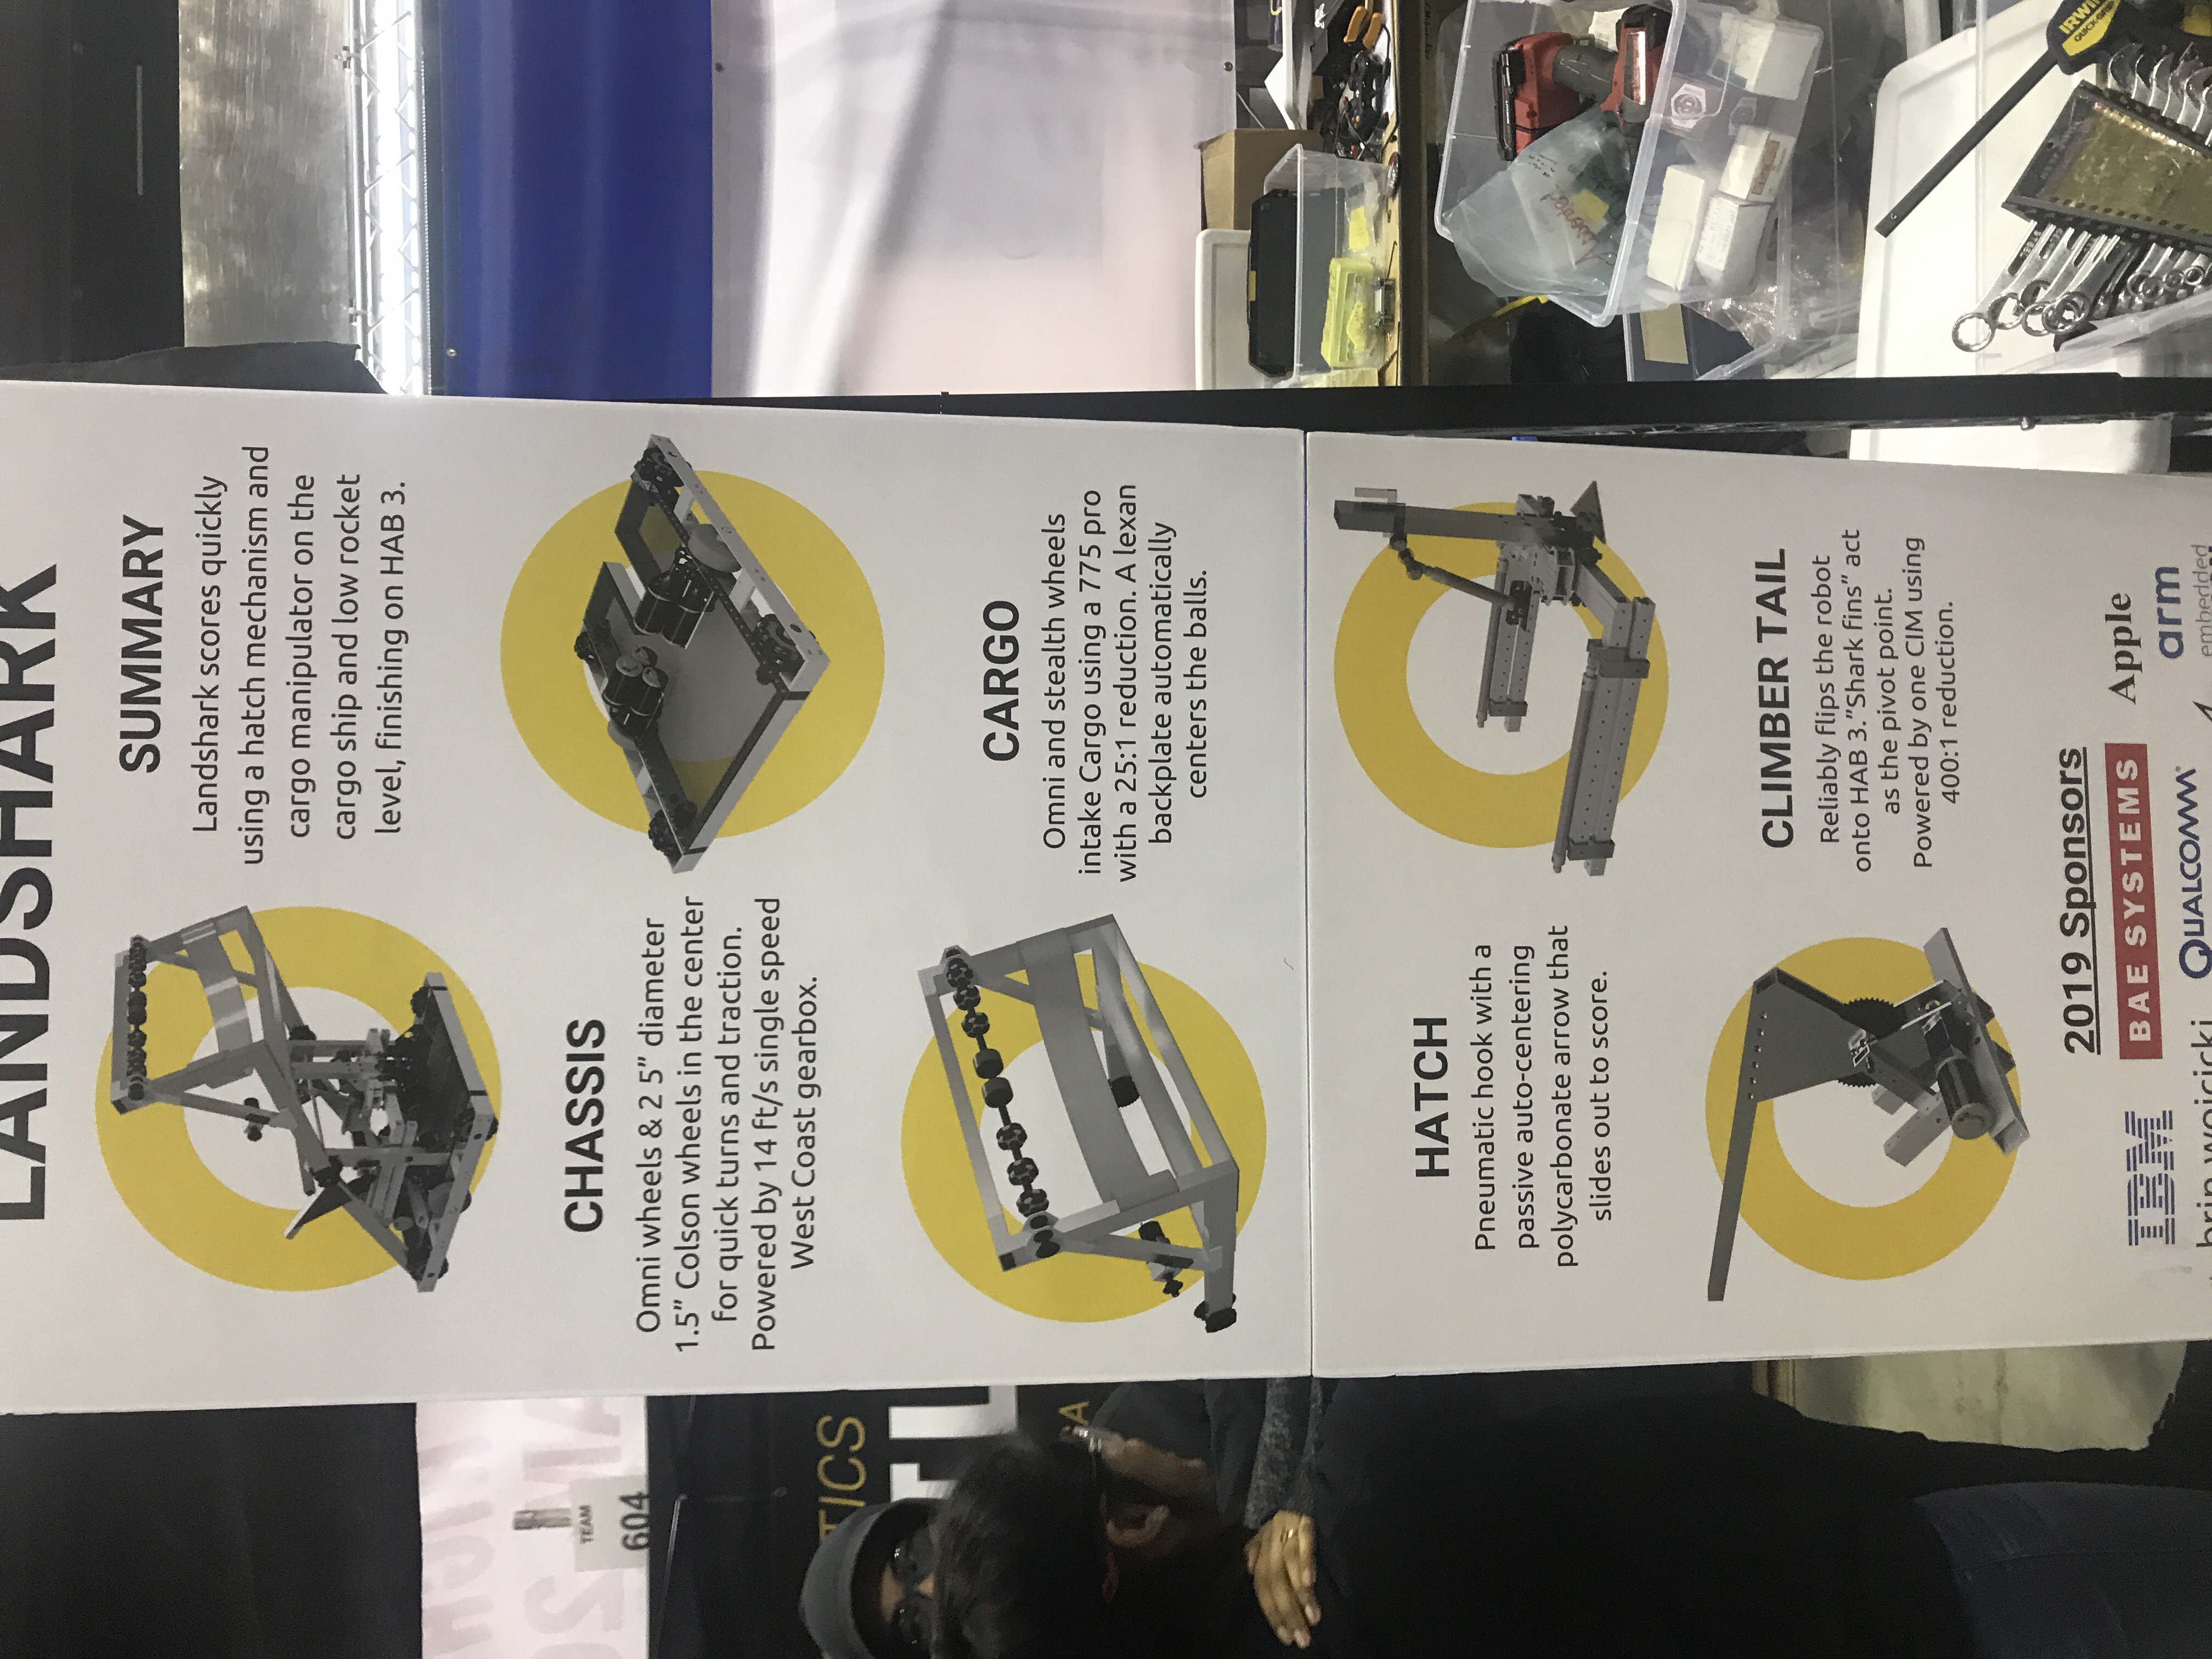 LANDSHARK
SUMMARY
Landshark scores quickly
using a hatch mechanism and
cargo manipulator on the
cargo ship and low rocket
level, finishing on HAB 3.
CHASSIS
Omni wheels & 2 5” diameter
1.5” Colson wheels in the center
for quick turns and traction.
Powered by 14 ft/s single speed
West Coast gearbox.
CARGO
Omni and stealth wheels
intake Cargo using a 775 pro
with a 25:1 reduction. A lexan
backplate automatically
centers the balls.
HATCH
Pneumatic hook with a
passive auto-centering
polycarbonate arrow that
slides out to score.
CLIMBER TAIL
Reliably flips the robot
onto HAB 3.”Shark fins” act
as the pivot point.
Powered by one CIM using
400:1 reduction.
2019 Sponsors
IBM
BAE SYSTEMS
Apple
brin wojcicki
QUALCOMM
arm
embedded
TEAM
604
TICS
IRWIN
QUICK-GRIP